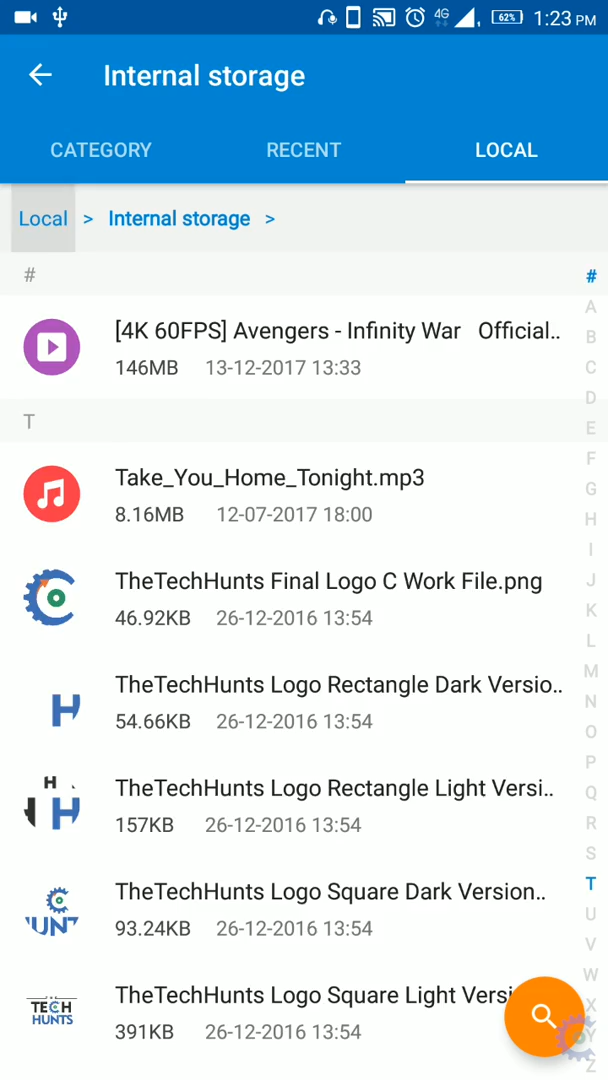 4G 62% 1:23 PM
Internal storage
CATEGORY RECENT LOCAL
Local > Internal storage >
#
[4K 60FPS] Avengers - Infinity War Official..
146MB 13-12-2017 13:33
T
Take_You_Home_Tonight.mp3
8.16MB 12-07-2017 18:00
TheTechHunts Final Logo C Work File.png
46.92KB 26-12-2016 13:54
H
TheTechHunts Logo Rectangle Dark Versio..
54.66KB 26-12-2016 13:54
H
H
TheTechHunts Logo Rectangle Light Versi..
157KB 26-12-2016 13:54
TheTechHunts Logo Square Dark Version..
93.24KB 26-12-2016 13:54
TECH
HUNTS
TheTechHunts Logo Square Light Versi
391KB 26-12-2016 13:54
#
A
B
C
D
E
F
G
H
I
J
K
L
M
N
O
P
Q
R
S
T
U
V
W
X
Y
Z